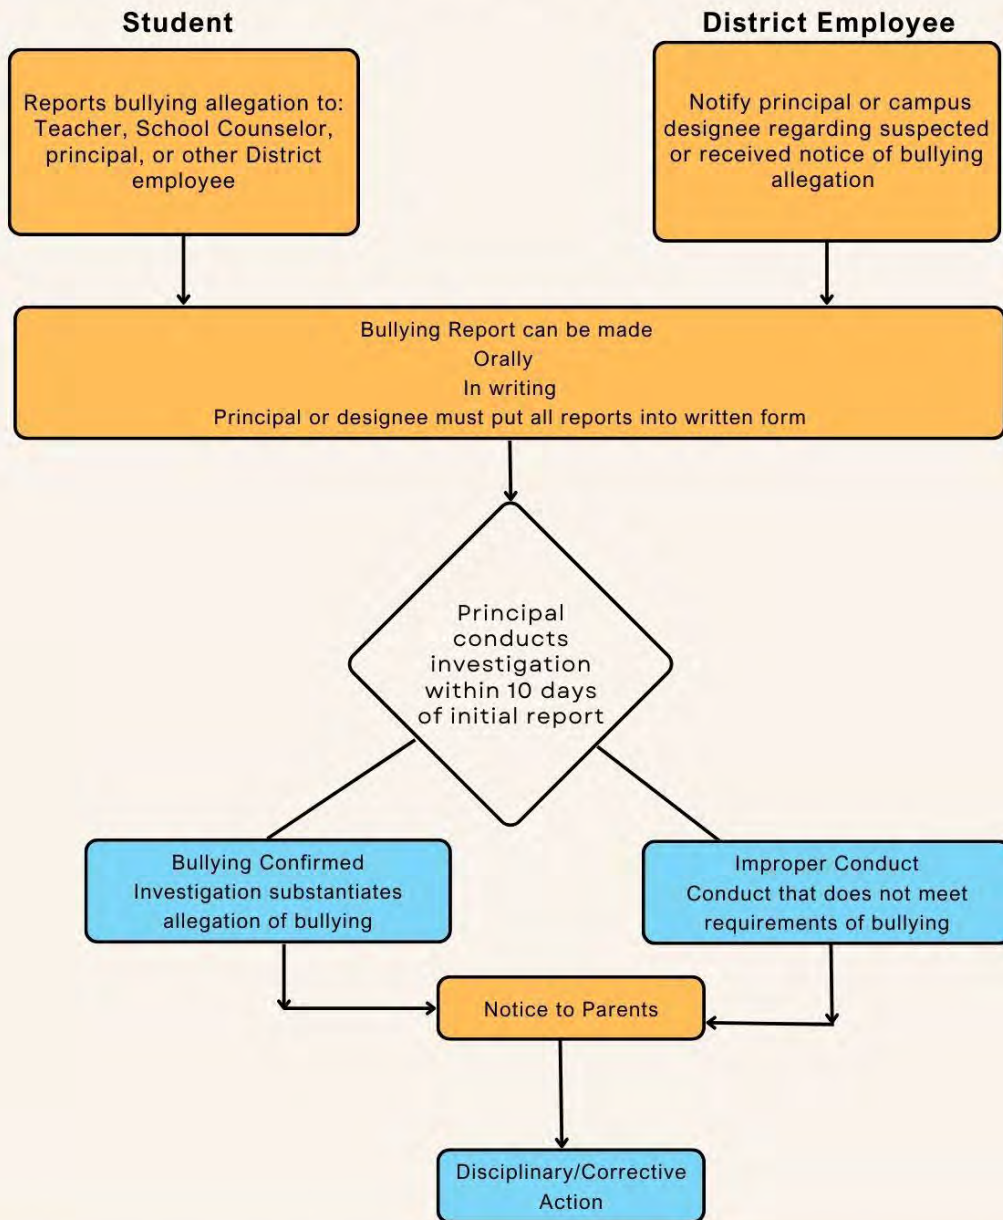 Student
District Employee
Reports bullying allegation to:
Teacher, School Counselor,
principal, or other District
employee
Notify principal or campus
designee regarding suspected
or received notice of bullying
allegation
Bullying Report can be made
Orally
In writing
Principal or designee must put all reports into written form
Principal
conducts
investigation
within 10 days
of initial report
Bullying Confirmed
Investigation substantiates
allegation of bullying
Improper Conduct
Conduct that does not meet
requirements of bullying
Notice to Parents
Disciplinary/Corrective
Action